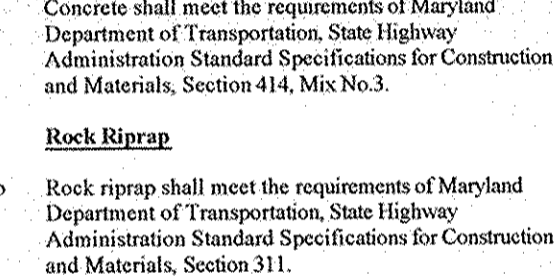 Concrete shall meet the requirements of Maryland
Department of Transportation, State Highway
Administration Standard Specifications for Construction
and Materials, Section 414, Mix No.3.
Rock Riprap
Rock riprap shall meet the requirements of Maryland
Department of Transportation, State Highway
Administration Standard Specifications for Construction
and Materials, Section 311.